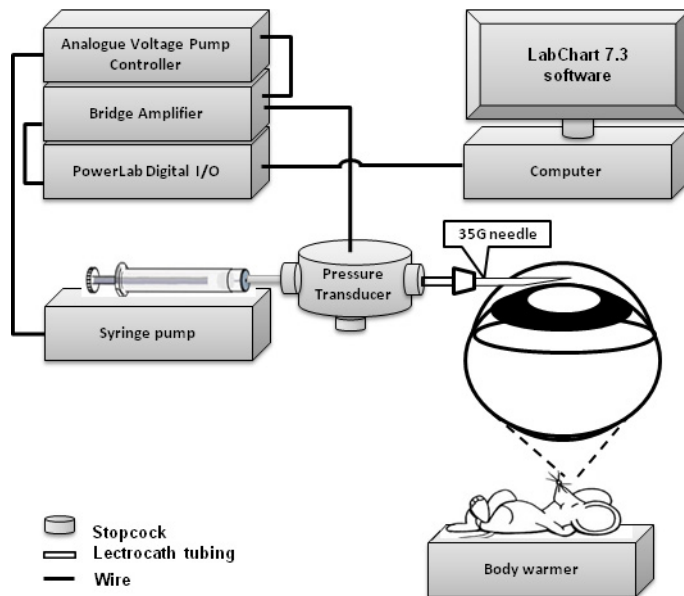 Analogue Voltage Pump
Controller
Bridge Amplifier
PowerLab Digital I/O
LabChart 7.3
software
Computer
35G needle
Pressure
Transducer
Syringe pump
Stopcock
Lectrocath tubing
Wire
Body warmer